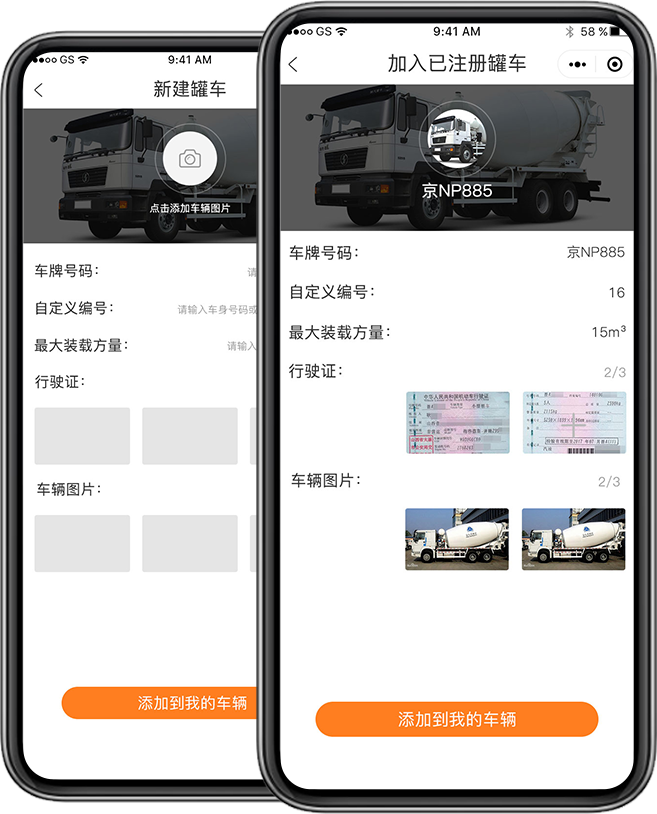 GS
9:41 AM
新建罐车
点击添加车辆图片
车牌号码：
请
自定义编号：
请输入车身号码或
最大装载方量：
请输入
行驶证：
车辆图片：
添加到我的车辆
GS
9:41 AM
58 %
加入已注册罐车
京NP885
车牌号码：
京NP885
自定义编号：
16
最大装载方量：
15m³
行驶证：
2/3
中华人民共和国机动车行驶证
车辆图片：
2/3
添加到我的车辆